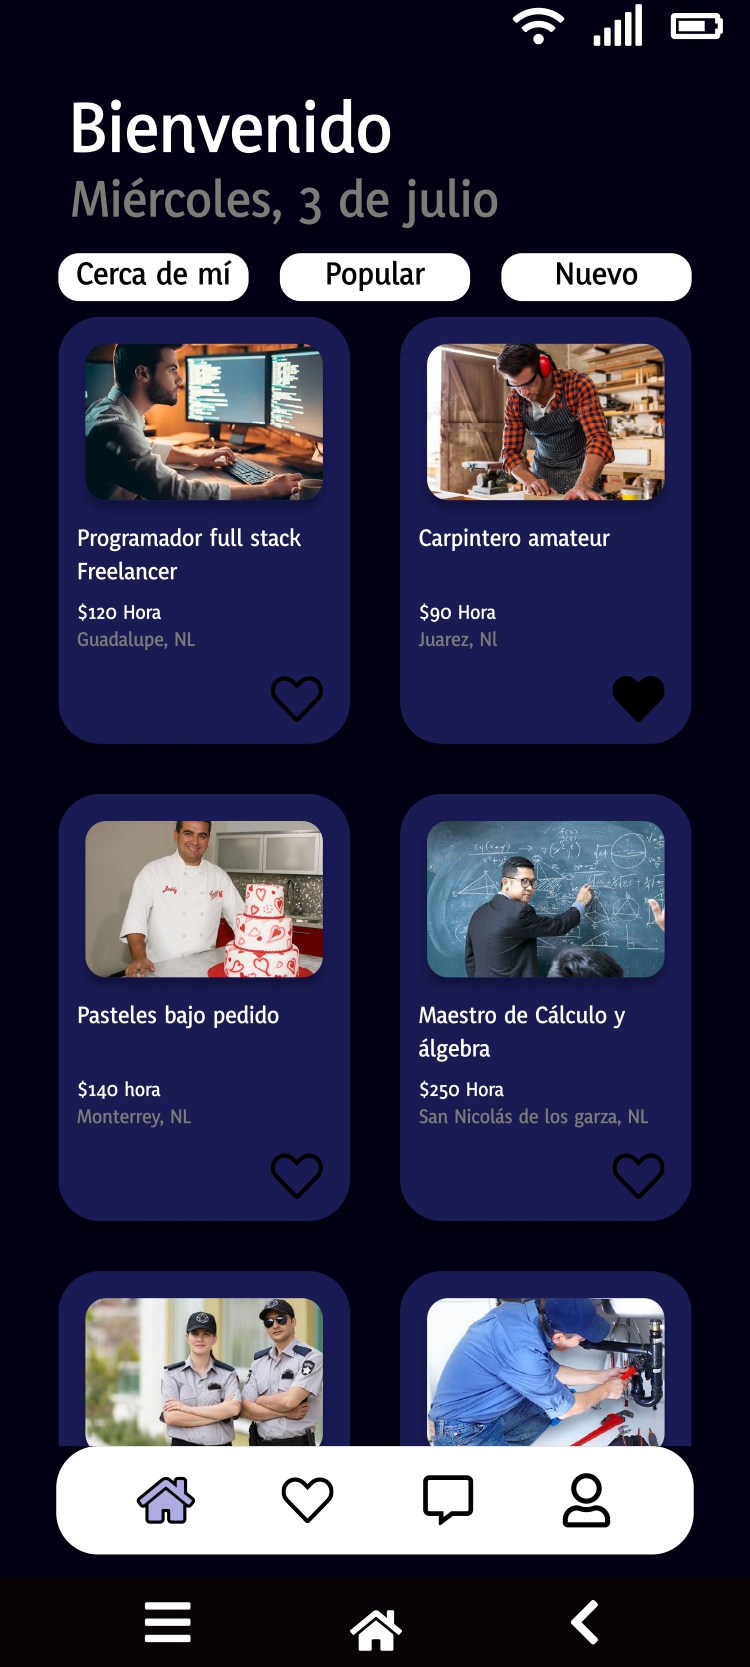 Bienvenido
Miércoles, 3 de julio
Cerca de mí
Popular
Nuevo
Programador full stack
Freelancer
$120 Hora
Guadalupe, NL
Carpintero amateur
$90 Hora
Juarez, Nl
Pasteles bajo pedido
$140 hora
Monterrey, NL
Maestro de Cálculo y
álgebra
$250 Hora
San Nicolás de los garza, NL